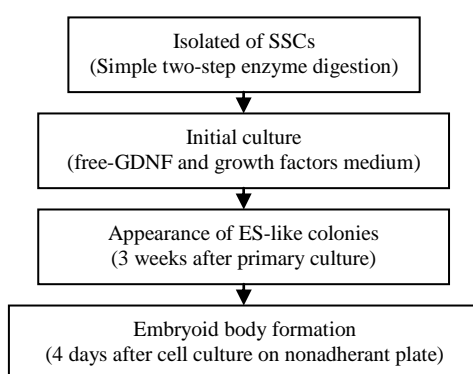 Isolated of SSCs
(Simple two-step enzyme digestion)
Initial culture
(free-GDNF and growth factors medium)
Appearance of ES-like colonies
(3 weeks after primary culture)
Embryoid body formation
(4 days after cell culture on nonadherant plate)